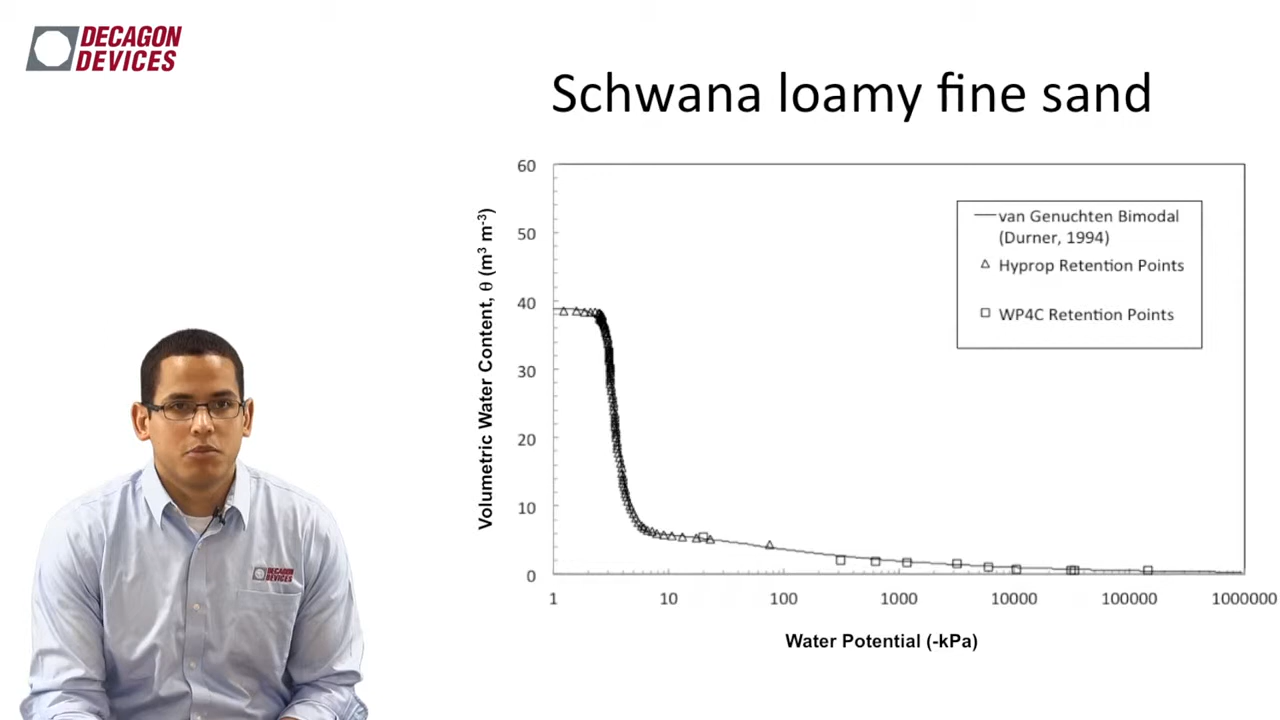 DECAGON
DEVICES
Schwana loamy fine sand
60
50
40
30
20
10
0
Volumetric Water Content, θ (m³ m⁻³)
van Genuchten Bimodal
(Durner, 1994)
Hyprop Retention Points
WP4C Retention Points
1 10 100 1000 10000 100000 1000000
Water Potential (-kPa)
DECAGON
DEVICES